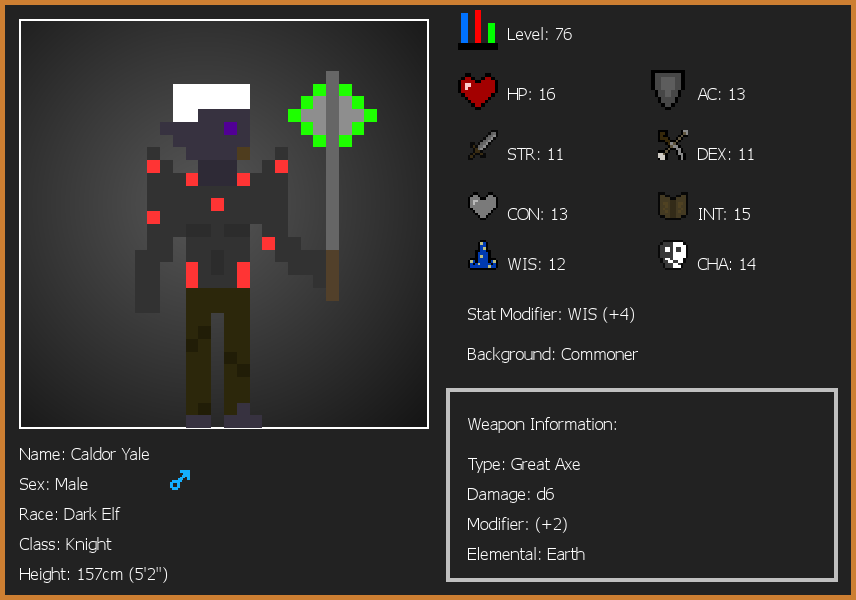 Level: 76
HP: 16
AC: 13
STR: 11
DEX: 11
CON: 13
INT: 15
WIS: 12
CHA: 14
Stat Modifier: WIS (+4)
Background: Commoner
Weapon Information:
Type: Great Axe
Damage: d6
Modifier: (+2)
Elemental: Earth
Name: Caldor Yale
Sex: Male
Race: Dark Elf
Class: Knight
Height: 157cm (5'2")